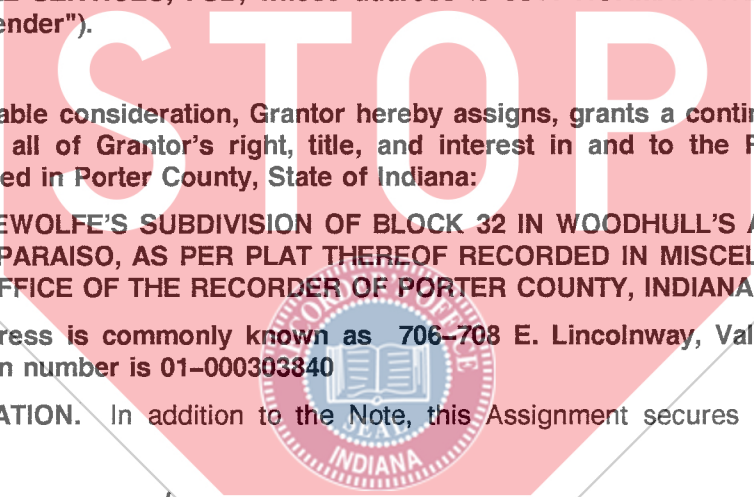 ender").
STOP
able consideration, Grantor hereby assigns, grants a contin
all of Grantor's right, title, and interest in and to the
ed in Porter County, State of Indiana:
EWOLFE'S SUBDIVISION OF BLOCK 32 IN WOODHULL'S A
PARAISO, AS PER PLAT THEREOF RECORDED IN MISCEL
FFICE OF THE RECORDER OF PORTER COUNTY, INDIANA
ress is commonly known as 706–708 E. Lincolnway, Val
n number is 01–000303840
ATION. In addition to the Note, this Assignment secures
SEAL
INDIANA